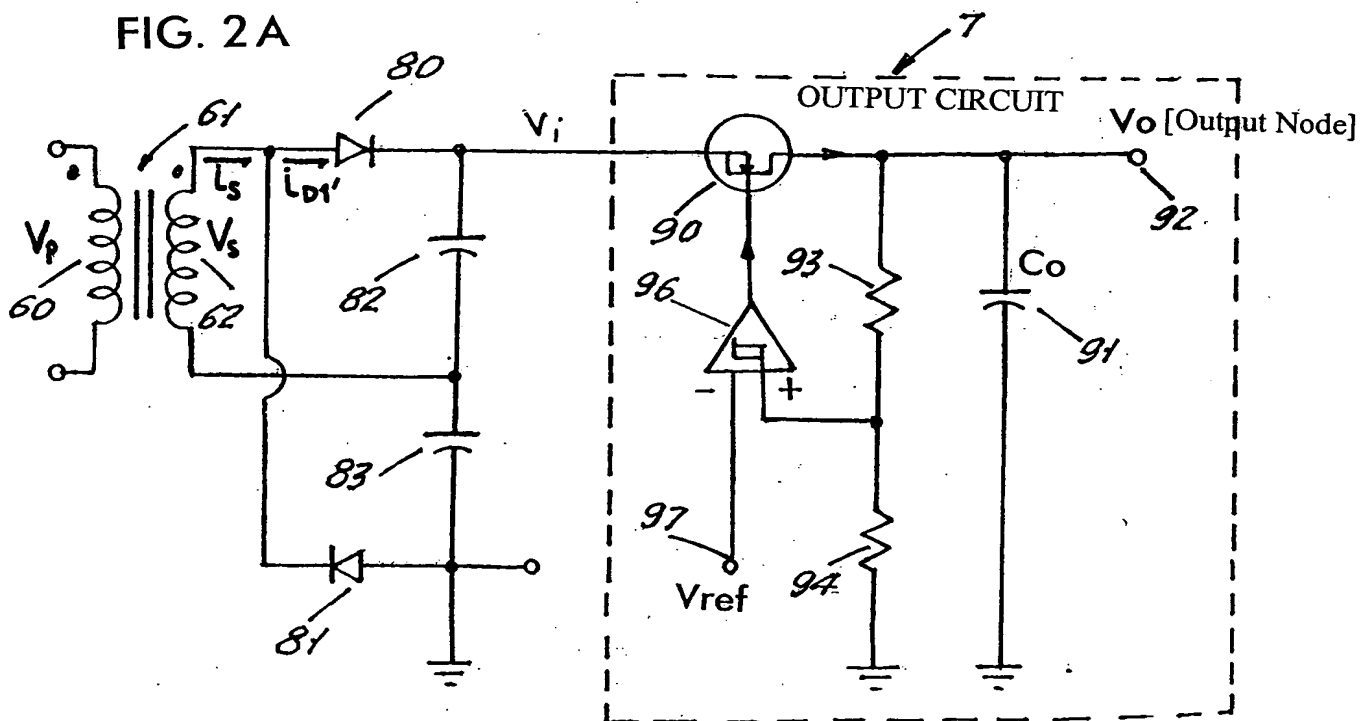 FIG. 2A
7
80
OUTPUT CIRCUIT
Vo [Output Node]
61
Vi
is
iD1'
90
92
Vp
Vs
60
62
82
96
93
Co
91
- +
83
97
Vref
94
81